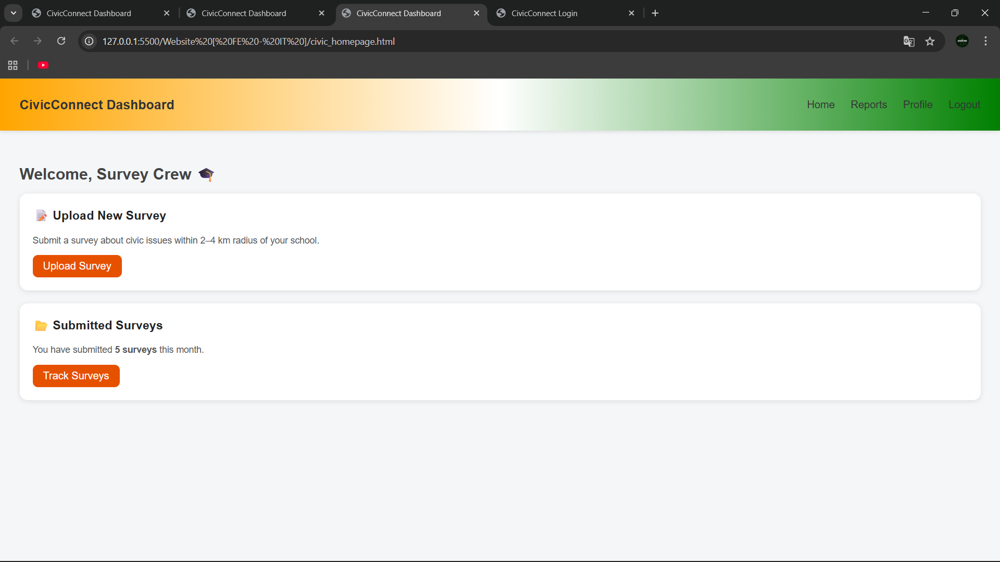 CivicConnect Dashboard
CivicConnect Dashboard
CivicConnect Dashboard
CivicConnect Login
127.0.0.1:5500/Website%20[%20FE%20-%20IT%20]/civic_homepage.html
CivicConnect Dashboard
Home Reports Profile Logout
Welcome, Survey Crew 🎓
📝 Upload New Survey
Submit a survey about civic issues within 2–4 km radius of your school.
Upload Survey
📂 Submitted Surveys
You have submitted 5 surveys this month.
Track Surveys